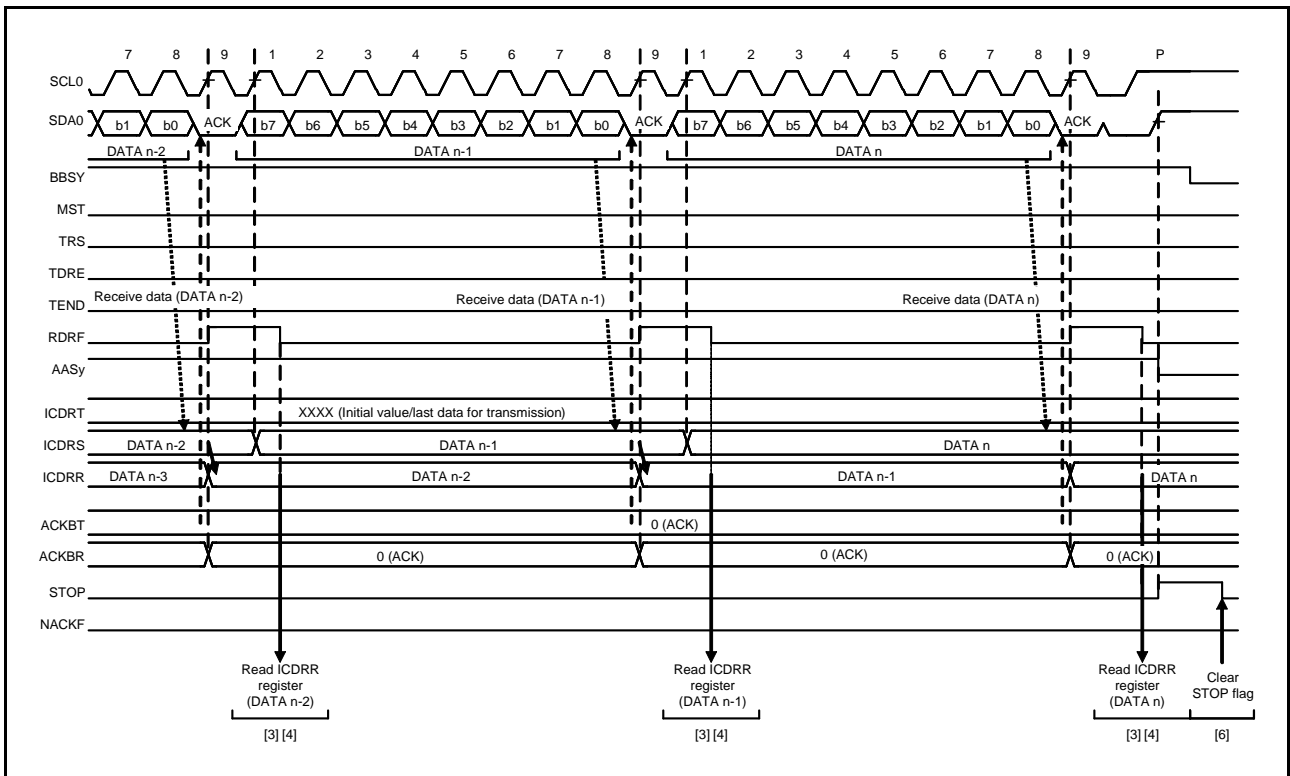 7 8 9 1 2 3 4 5 6 7 8 9 1 2 3 4 5 6 7 8 9 P
SCL0
SDA0 b1 b0 ACK b7 b6 b5 b4 b3 b2 b1 b0 ACK b7 b6 b5 b4 b3 b2 b1 b0 ACK
DATA n-2 DATA n-1 DATA n
BBSY
MST
TRS
TDRE
Receive data (DATA n-2) Receive data (DATA n-1) Receive data (DATA n)
TEND
RDRF
AASy
ICDRT XXXX (Initial value/last data for transmission)
ICDRS DATA n-2 DATA n-1 DATA n
ICDRR DATA n-3 DATA n-2 DATA n-1 DATA n
ACKBT 0 (ACK)
ACKBR 0 (ACK) 0 (ACK) 0 (ACK)
STOP
NACKF
Read ICDRR
register
(DATA n-2)
[3] [4]
Read ICDRR
register
(DATA n-1)
[3] [4]
Read ICDRR
register
(DATA n)
[3] [4]
Clear
STOP flag
[6]